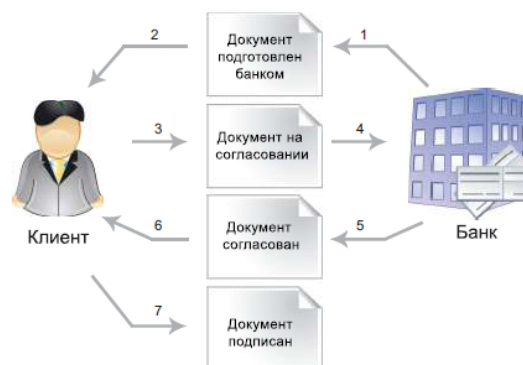 2
1
Документ
подготовлен
банком
3
4
Документ на
согласовании
Клиент
Банк
6
5
Документ
согласован
7
Документ
подписан